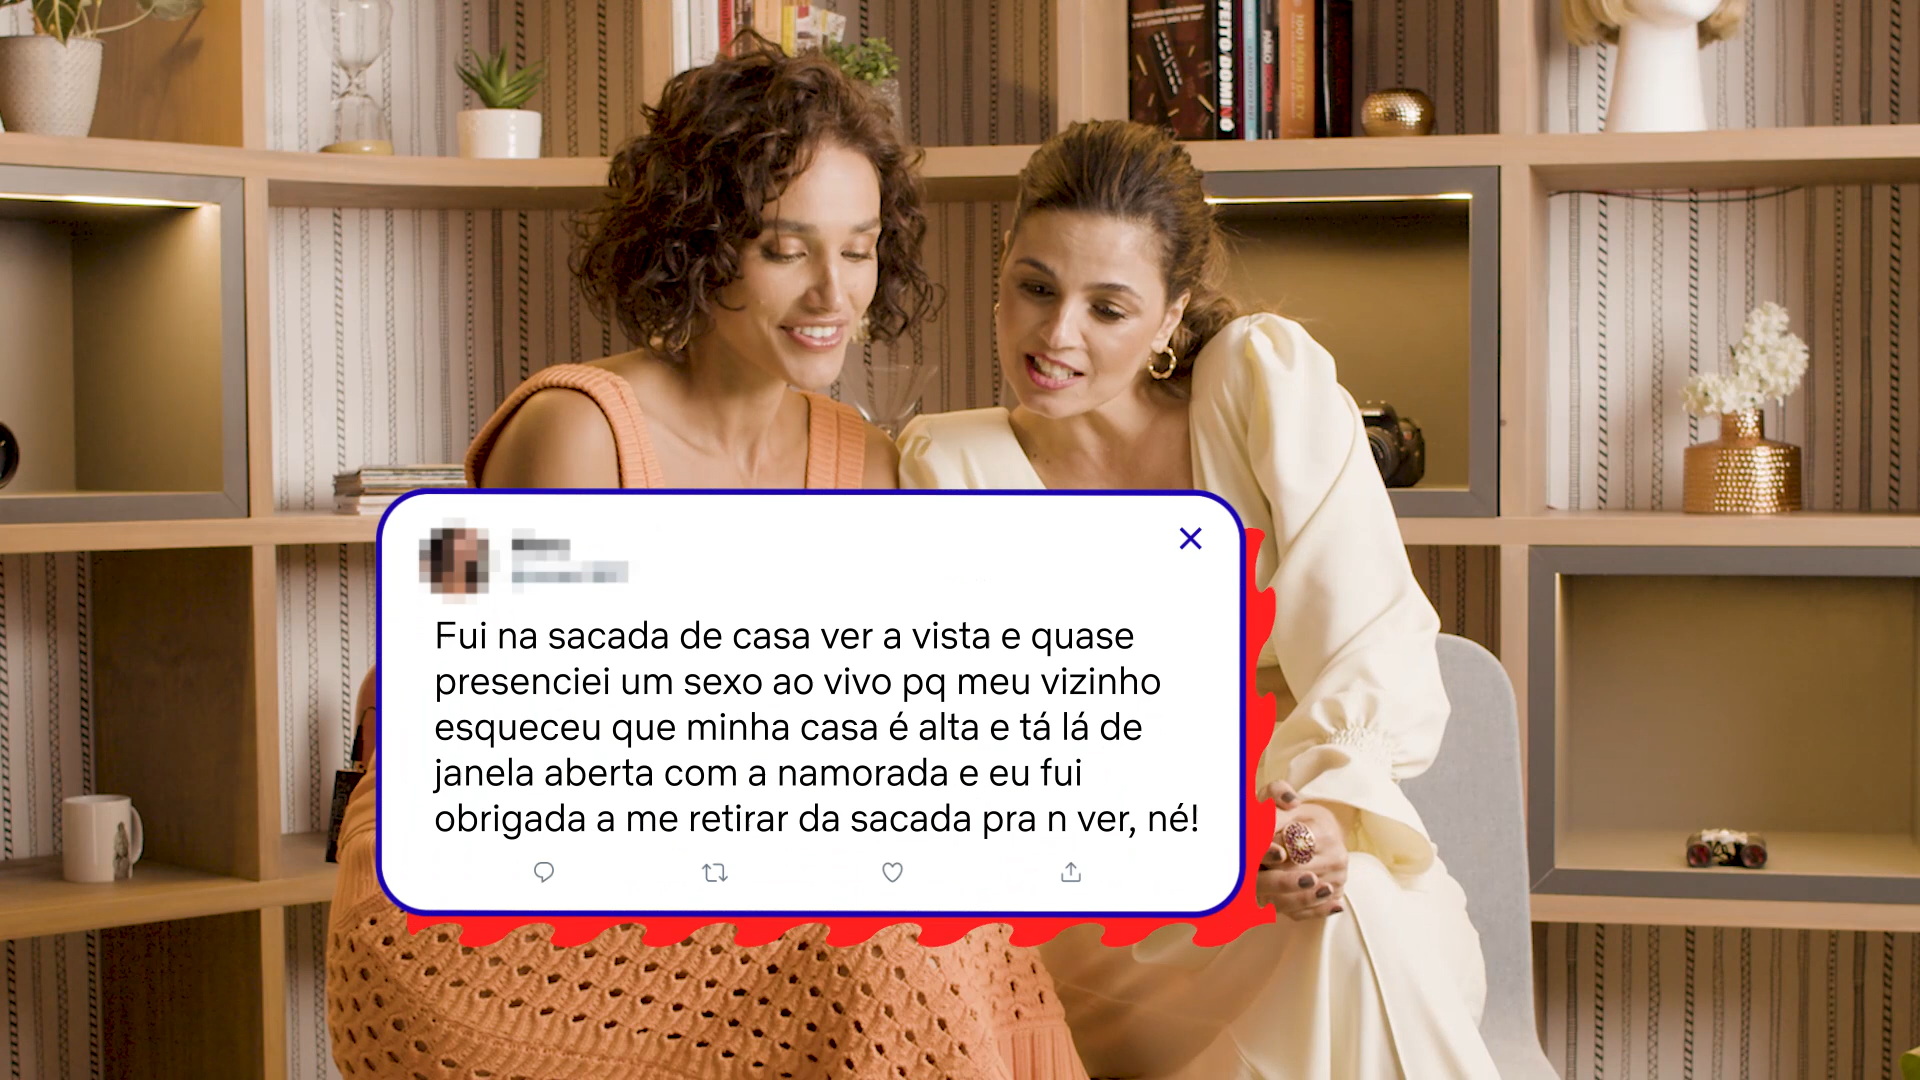 FEITO DOMINÓ
Fui na sacada de casa ver a vista e quase
presenciei um sexo ao vivo pq meu vizinho
esqueceu que minha casa é alta e tá lá de
janela aberta com a namorada e eu fui
obrigada a me retirar da sacada pra n ver, né!